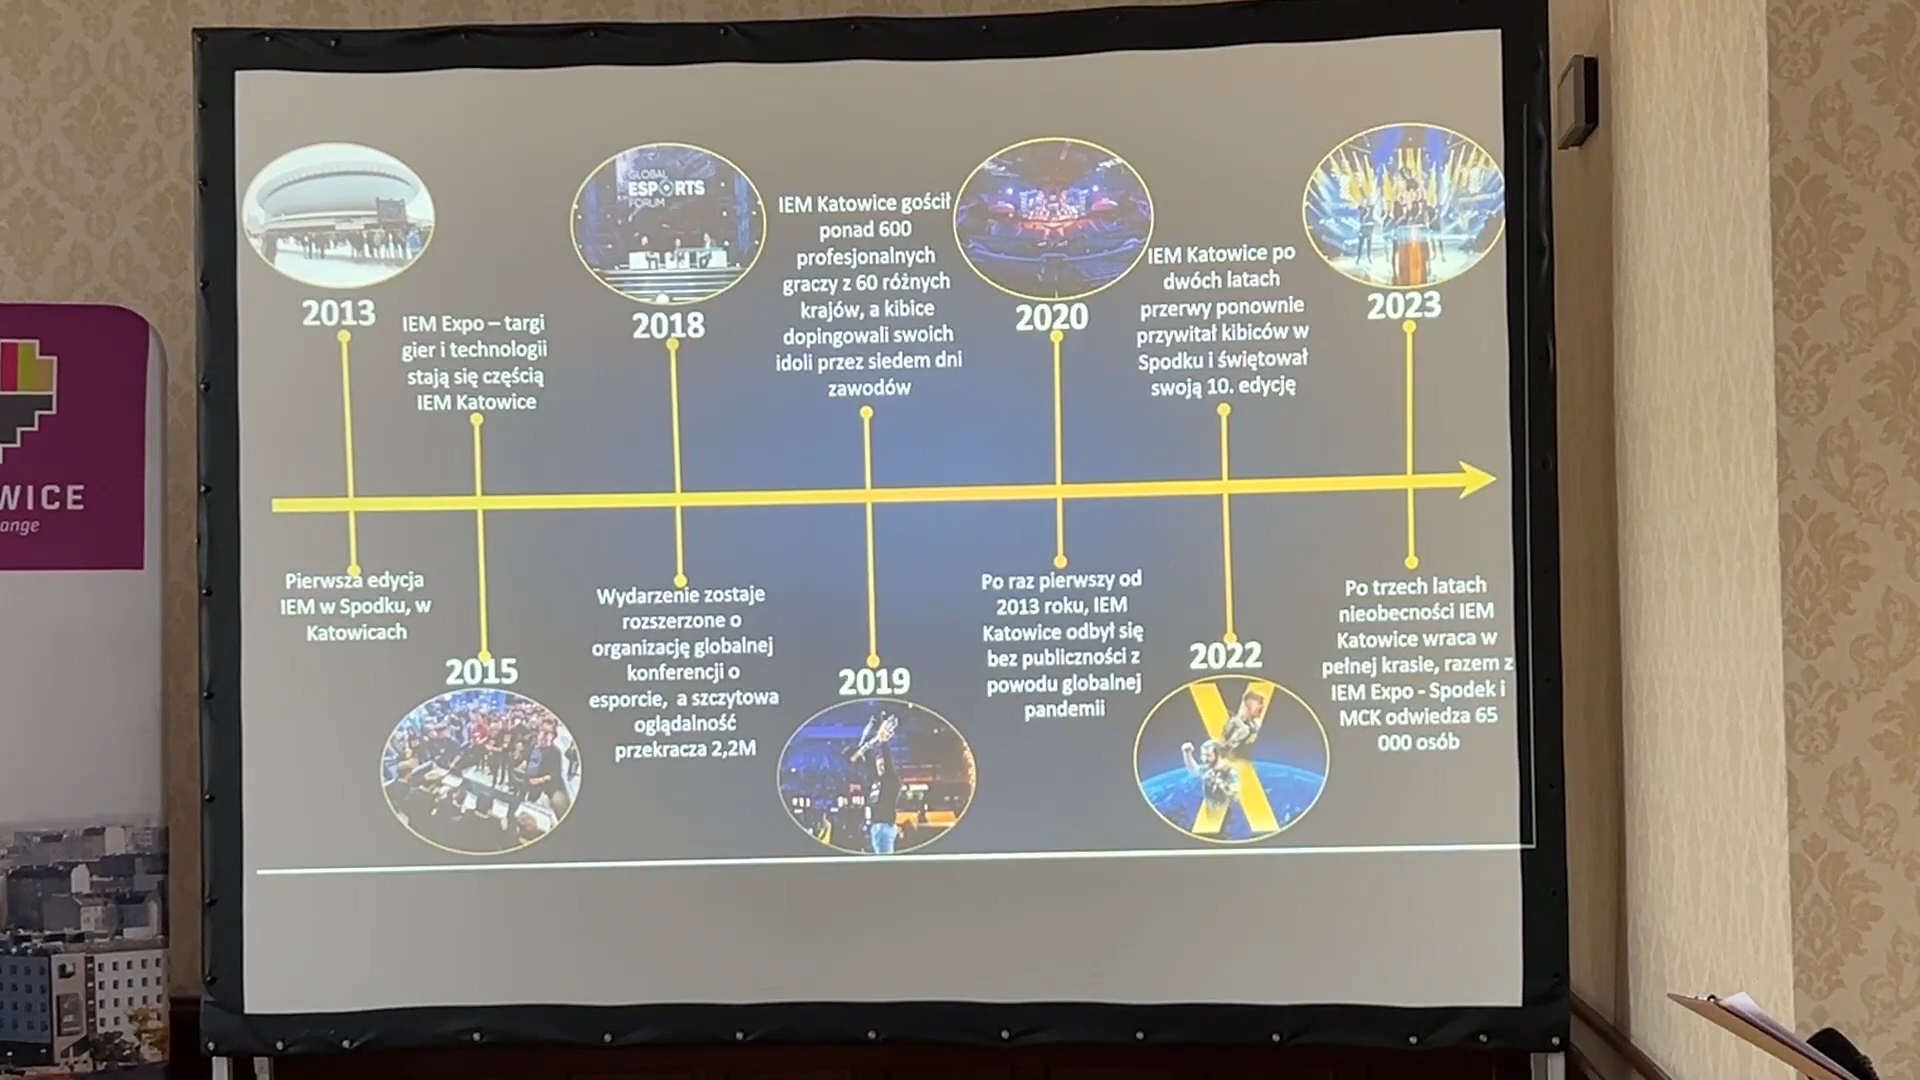 2013
Pierwsza edycja
IEM w Spodku, w
Katowicach
IEM Expo – targi
gier i technologii
stają się częścią
IEM Katowice
2015
GLOBAL
ESPORTS
FORUM
2018
Wydarzenie zostaje
rozszerzone o
organizację globalnej
konferencji o
esporcie, a szczytowa
oglądalność
przekracza 2,2M
IEM Katowice gościł
ponad 600
profesjonalnych
graczy z 60 różnych
krajów, a kibice
dopingowali swoich
idoli przez siedem dni
zawodów
2019
2020
Po raz pierwszy od
2013 roku, IEM
Katowice odbył się
bez publiczności z
powodu globalnej
pandemii
IEM Katowice po
dwóch latach
przerwy ponownie
przywitał kibiców w
Spodku i świętował
swoją 10. edycję
2022
2023
Po trzech latach
nieobecności IEM
Katowice wraca w
pełnej krasie, razem z
IEM Expo - Spodek i
MCK odwiedza 65
000 osób
WICE
ange